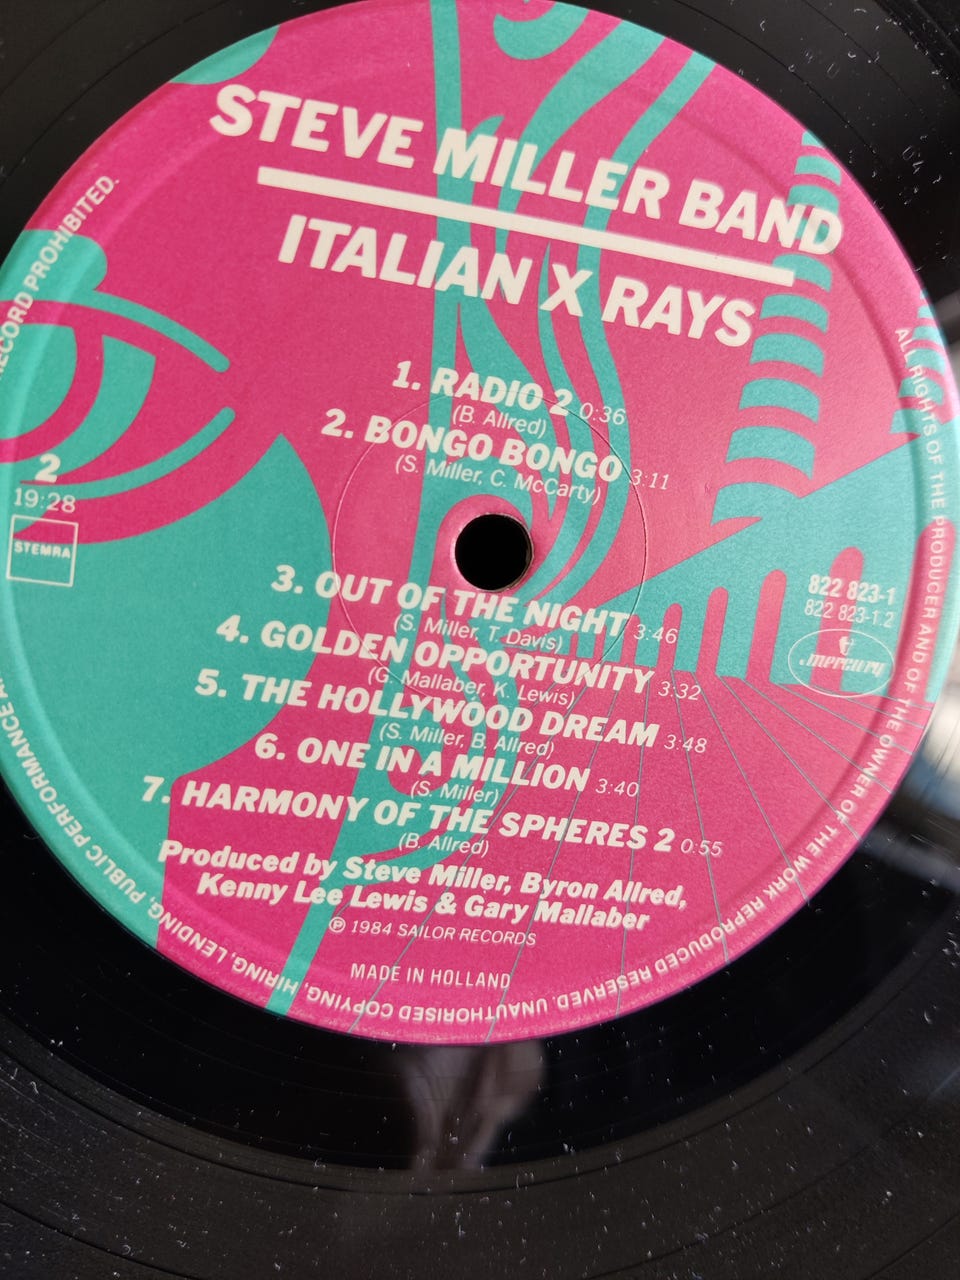 STEVE MILLER BAND
ITALIAN X RAYS
1. RADIO 2 0:36
(B. Allred)
2. BONGO BONGO 3:11
(S. Miller, C. McCarty)
2
19:28
STEMRA
822 823-1
822 823-1.2
mercury
3. OUT OF THE NIGHT 3:46
(S. Miller, T. Davis)
4. GOLDEN OPPORTUNITY 3:32
(G. Mallaber, K. Lewis)
5. THE HOLLYWOOD DREAM 3:48
(S. Miller, B. Allred)
6. ONE IN A MILLION 3:40
(S. Miller)
7. HARMONY OF THE SPHERES 2 0:55
(B. Allred)
Produced by Steve Miller, Byron Allred,
Kenny Lee Lewis & Gary Mallaber
℗ 1984 SAILOR RECORDS
MADE IN HOLLAND
ALL RIGHTS OF THE PRODUCER AND OF THE OWNER OF THE WORK REPRODUCED RESERVED. UNAUTHORISED COPYING, HIRING, LENDING, PUBLIC PERFORMANCE RECORD PROHIBITED.